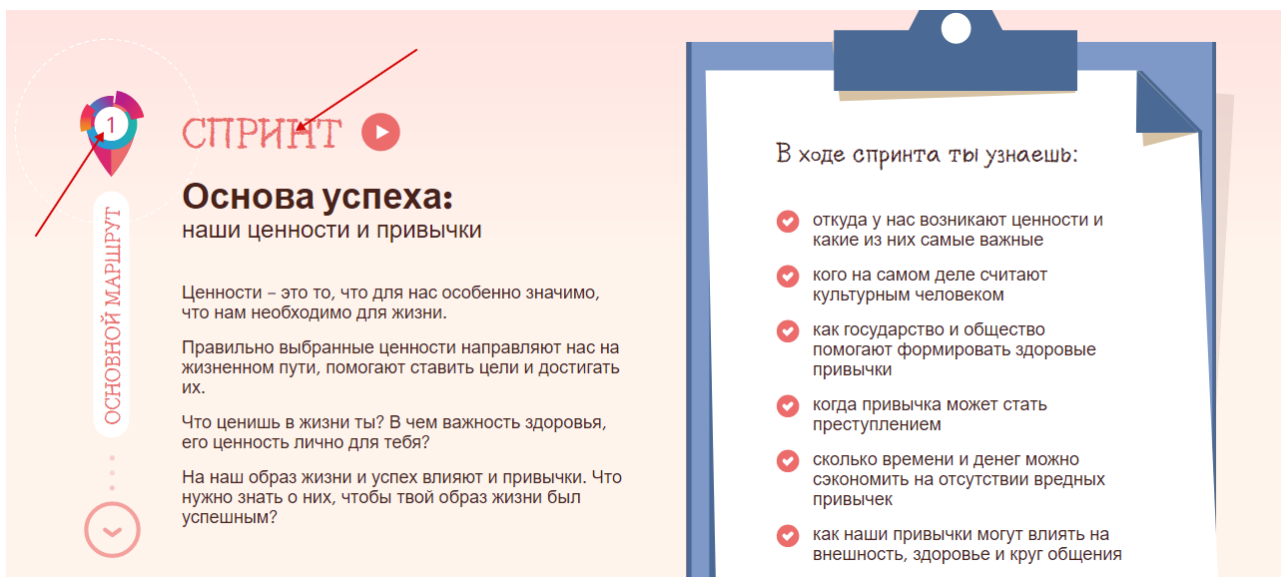 1
СПРИНТ
Основа успеха:
наши ценности и привычки
ОСНОВНОЙ МАРШРУТ
Ценности – это то, что для нас особенно значимо,
что нам необходимо для жизни.
Правильно выбранные ценности направляют нас на
жизненном пути, помогают ставить цели и достигать
их.
Что ценишь в жизни ты? В чем важность здоровья,
его ценность лично для тебя?
На наш образ жизни и успех влияют и привычки. Что
нужно знать о них, чтобы твой образ жизни был
успешным?
В ходе спринта ты узнаешь:
откуда у нас возникают ценности и
какие из них самые важные
кого на самом деле считают
культурным человеком
как государство и общество
помогают формировать здоровые
привычки
когда привычка может стать
преступлением
сколько времени и денег можно
сэкономить на отсутствии вредных
привычек
как наши привычки могут влиять на
внешность, здоровье и круг общения